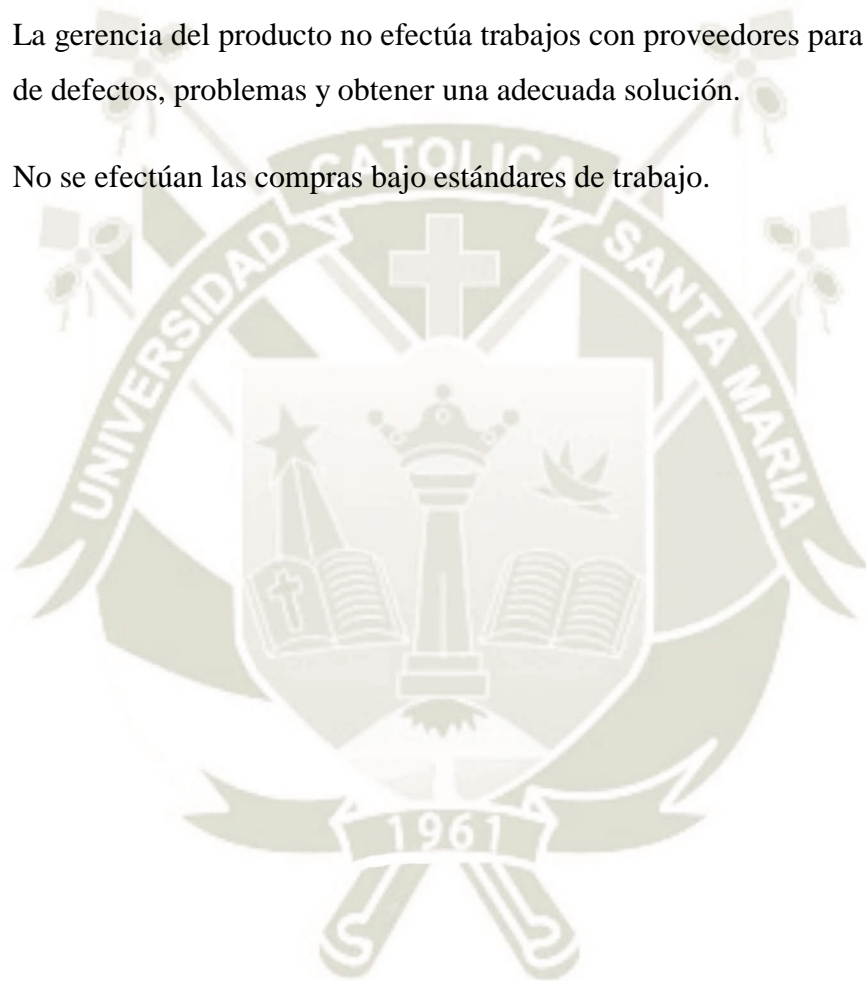 La gerencia del producto no efectúa trabajos con proveedores para
de defectos, problemas y obtener una adecuada solución.
No se efectúan las compras bajo estándares de trabajo.
CATOLICA
UNIVERSIDAD
SANTA MARIA
1961